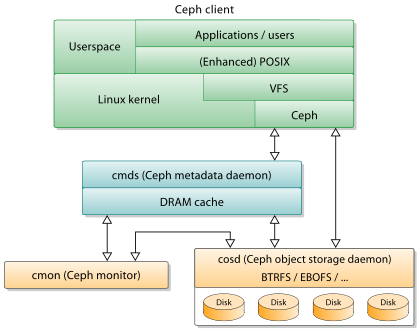 Ceph client
Userspace
Applications / users
(Enhanced) POSIX
Linux kernel
VFS
Ceph
cmds (Ceph metadata daemon)
DRAM cache
cmon (Ceph monitor)
cosd (Ceph object storage daemon)
BTRFS / EBOFS / ...
Disk
Disk
Disk
Disk